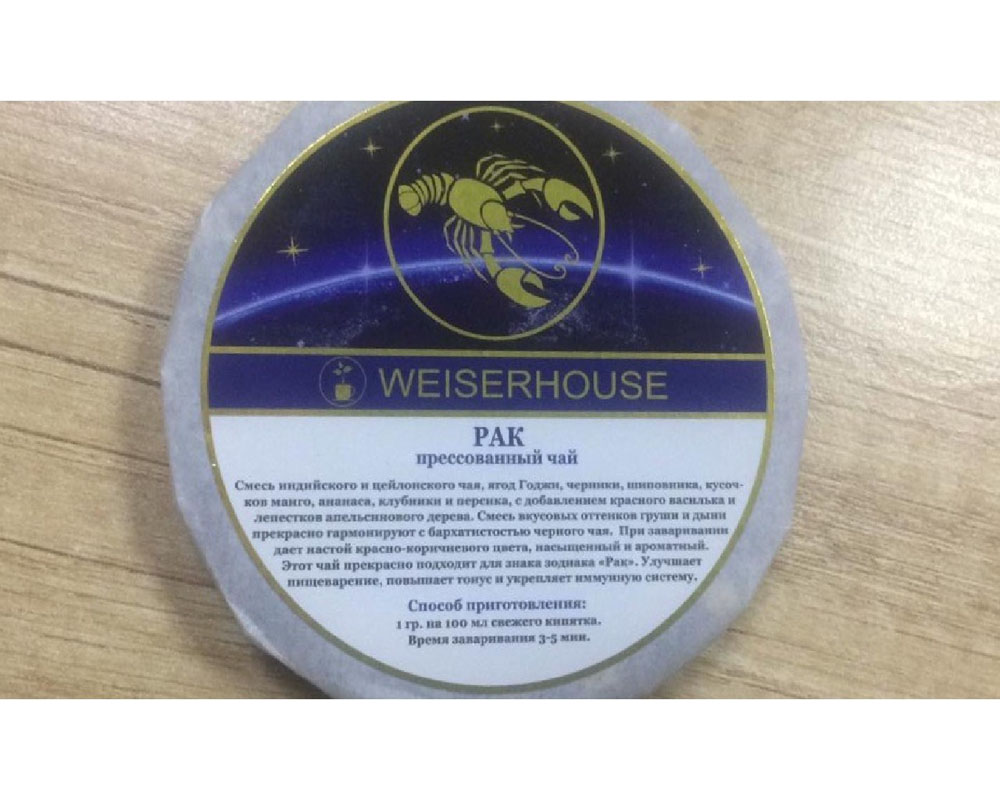 WEISERHOUSE
РАК
прессованный чай
Смесь индийского и цейлонского чая, ягод Годжи, черники, шиповника, кусоч-
ков манго, ананаса, клубники и персика, с добавлением красного василька и
лепестков апельсинового дерева. Смесь вкусовых оттенков груши и дыни
прекрасно гармонируют с бархатистостью черного чая. При заваривании
дает настой красно-коричневого цвета, насыщенный и ароматный.
Этот чай прекрасно подходит для знака зодиака «Рак». Улучшает
пищеварение, повышает тонус и укрепляет иммунную систему.
Способ приготовления:
1 гр. на 100 мл свежего кипятка.
Время заваривания 3-5 мин.